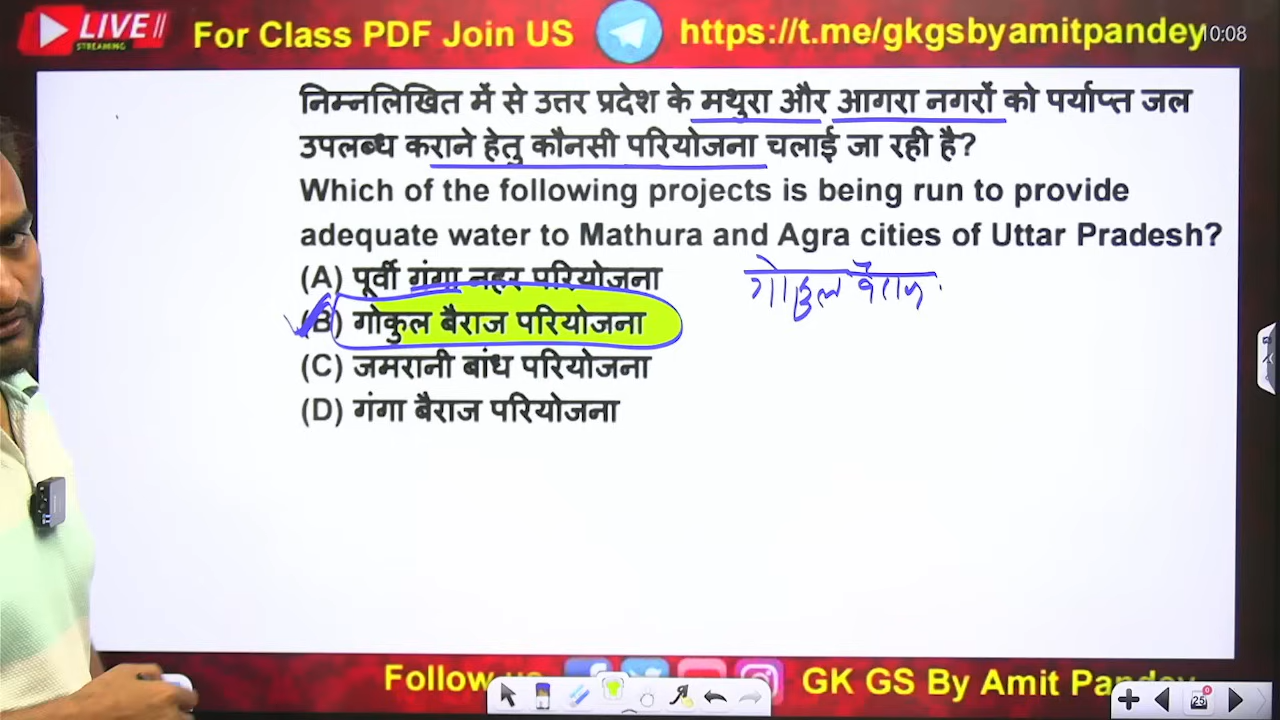 LIVE
STREAMING
For Class PDF Join US
https://t.me/gkgsbyamitpandey
10:08
निम्नलिखित में से उत्तर प्रदेश के मथुरा और आगरा नगरों को पर्याप्त जल
उपलब्ध कराने हेतु कौनसी परियोजना चलाई जा रही है?
Which of the following projects is being run to provide
adequate water to Mathura and Agra cities of Uttar Pradesh?
(A) पूर्वी गंगा नहर परियोजना
गोकुल बैराज
(B) गोकुल बैराज परियोजना
(C) जमरानी बांध परियोजना
(D) गंगा बैराज परियोजना
Follow us
GK GS By Amit Pandey
25